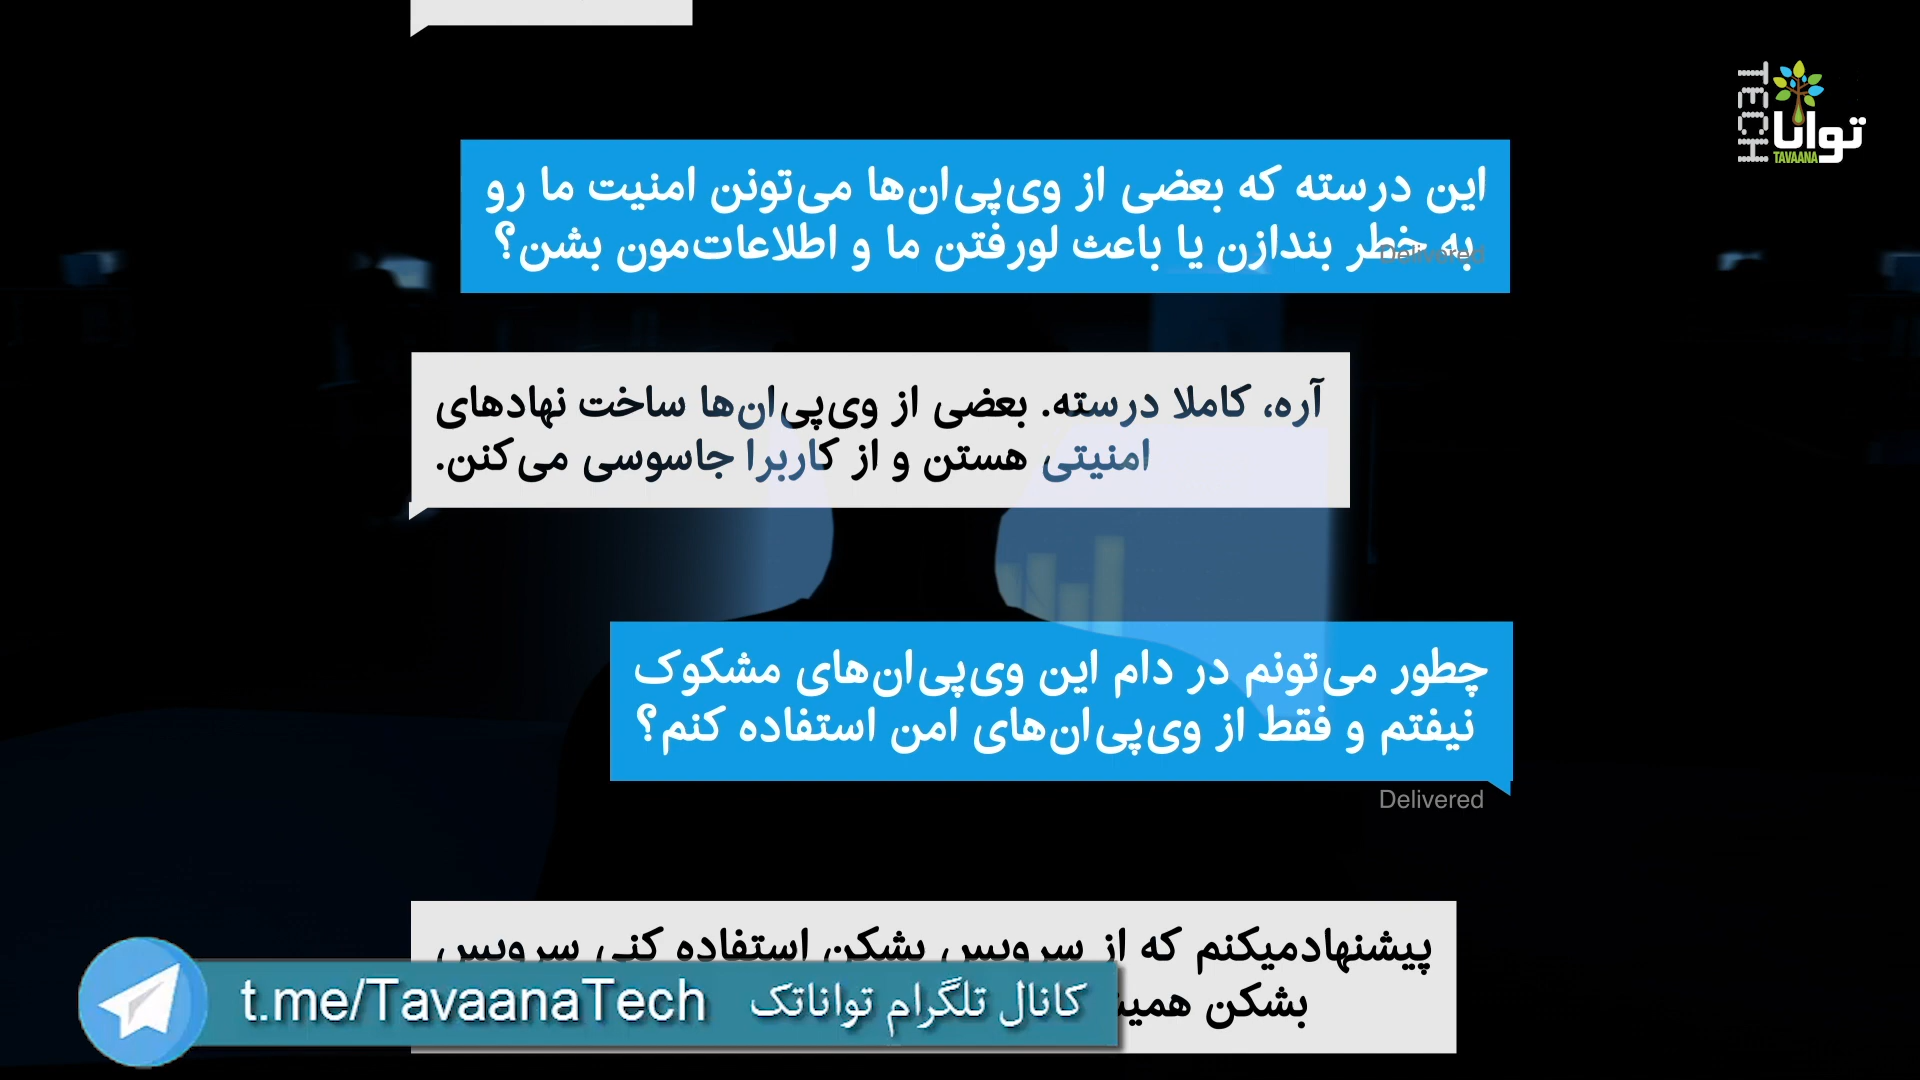 TECH
توانا
TAVAANA
این درسته که بعضی از وی‌پی‌ان‌ها می‌تونن امنیت ما رو
به خطر بندازن یا باعث لورفتن ما و اطلاعات‌مون بشن؟
Delivered
آره، کاملا درسته. بعضی از وی‌پی‌ان‌ها ساخت نهادهای
امنیتی هستن و از کاربرا جاسوسی می‌کنن.
چطور می‌تونم در دام این وی‌پی‌ان‌های مشکوک
نیفتم و فقط از وی‌پی‌ان‌های امن استفاده کنم؟
Delivered
پیشنهادمیکنم که از سرویس بشکن استفاده کنی سرویس
بشکن
t.me/TavaanaTech کانال تلگرام تواناتک